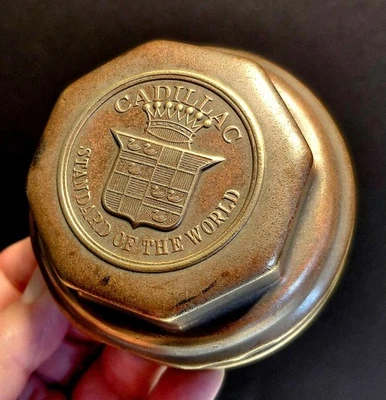 CADILLAC
STANDARD OF THE WORLD